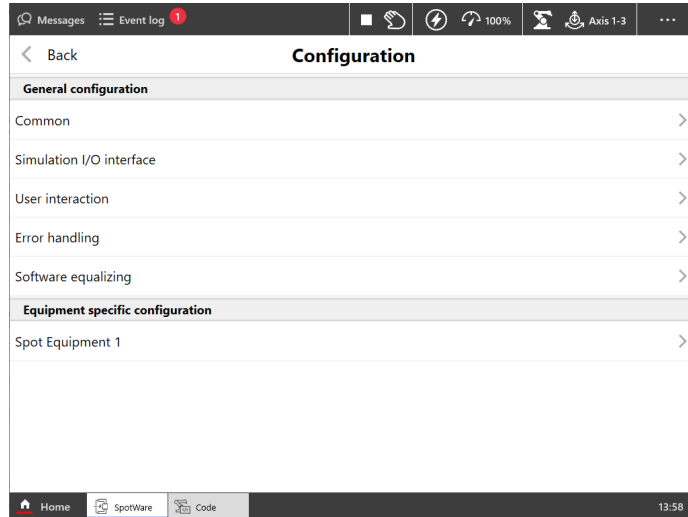 Messages Event log 1 100% Axis 1-3 ...
Back Configuration
General configuration
Common
Simulation I/O interface
User interaction
Error handling
Software equalizing
Equipment specific configuration
Spot Equipment 1
Home SpotWare Code 13:58